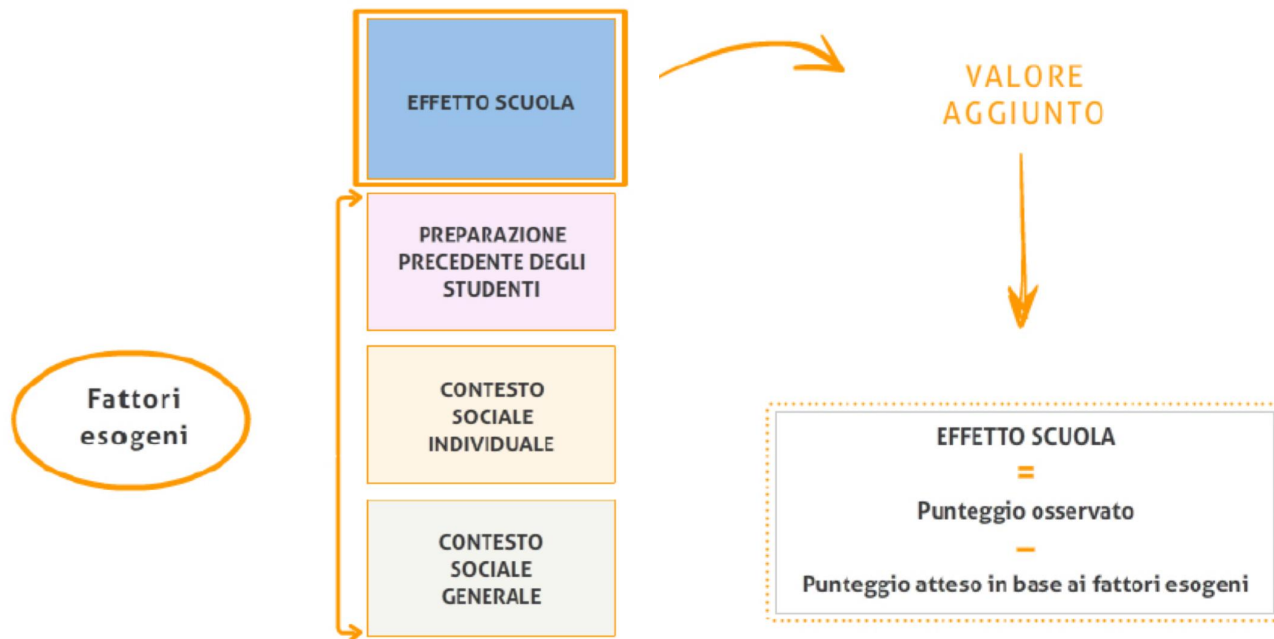 EFFETTO SCUOLA
PREPARAZIONE
PRECEDENTE DEGLI
STUDENTI
CONTESTO
SOCIALE
INDIVIDUALE
CONTESTO
SOCIALE
GENERALE
Fattori
esogeni
VALORE
AGGIUNTO
EFFETTO SCUOLA
=
Punteggio osservato
–
Punteggio atteso in base ai fattori esogeni